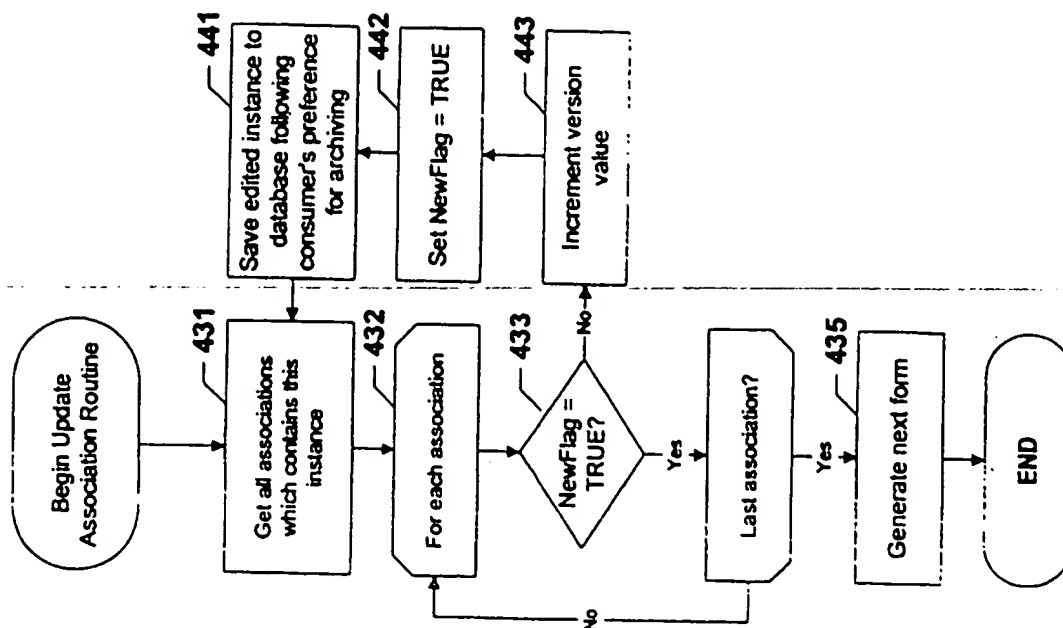 Begin Update
Association Routine
431
Get all associations
which contains this
instance
432
For each association
433
NewFlag =
TRUE?
No
Yes
Last association?
No
Yes
435
Generate next form
END
441
Save edited instance to
database following
consumer's preference
for archiving
442
Set NewFlag = TRUE
443
Increment version
value